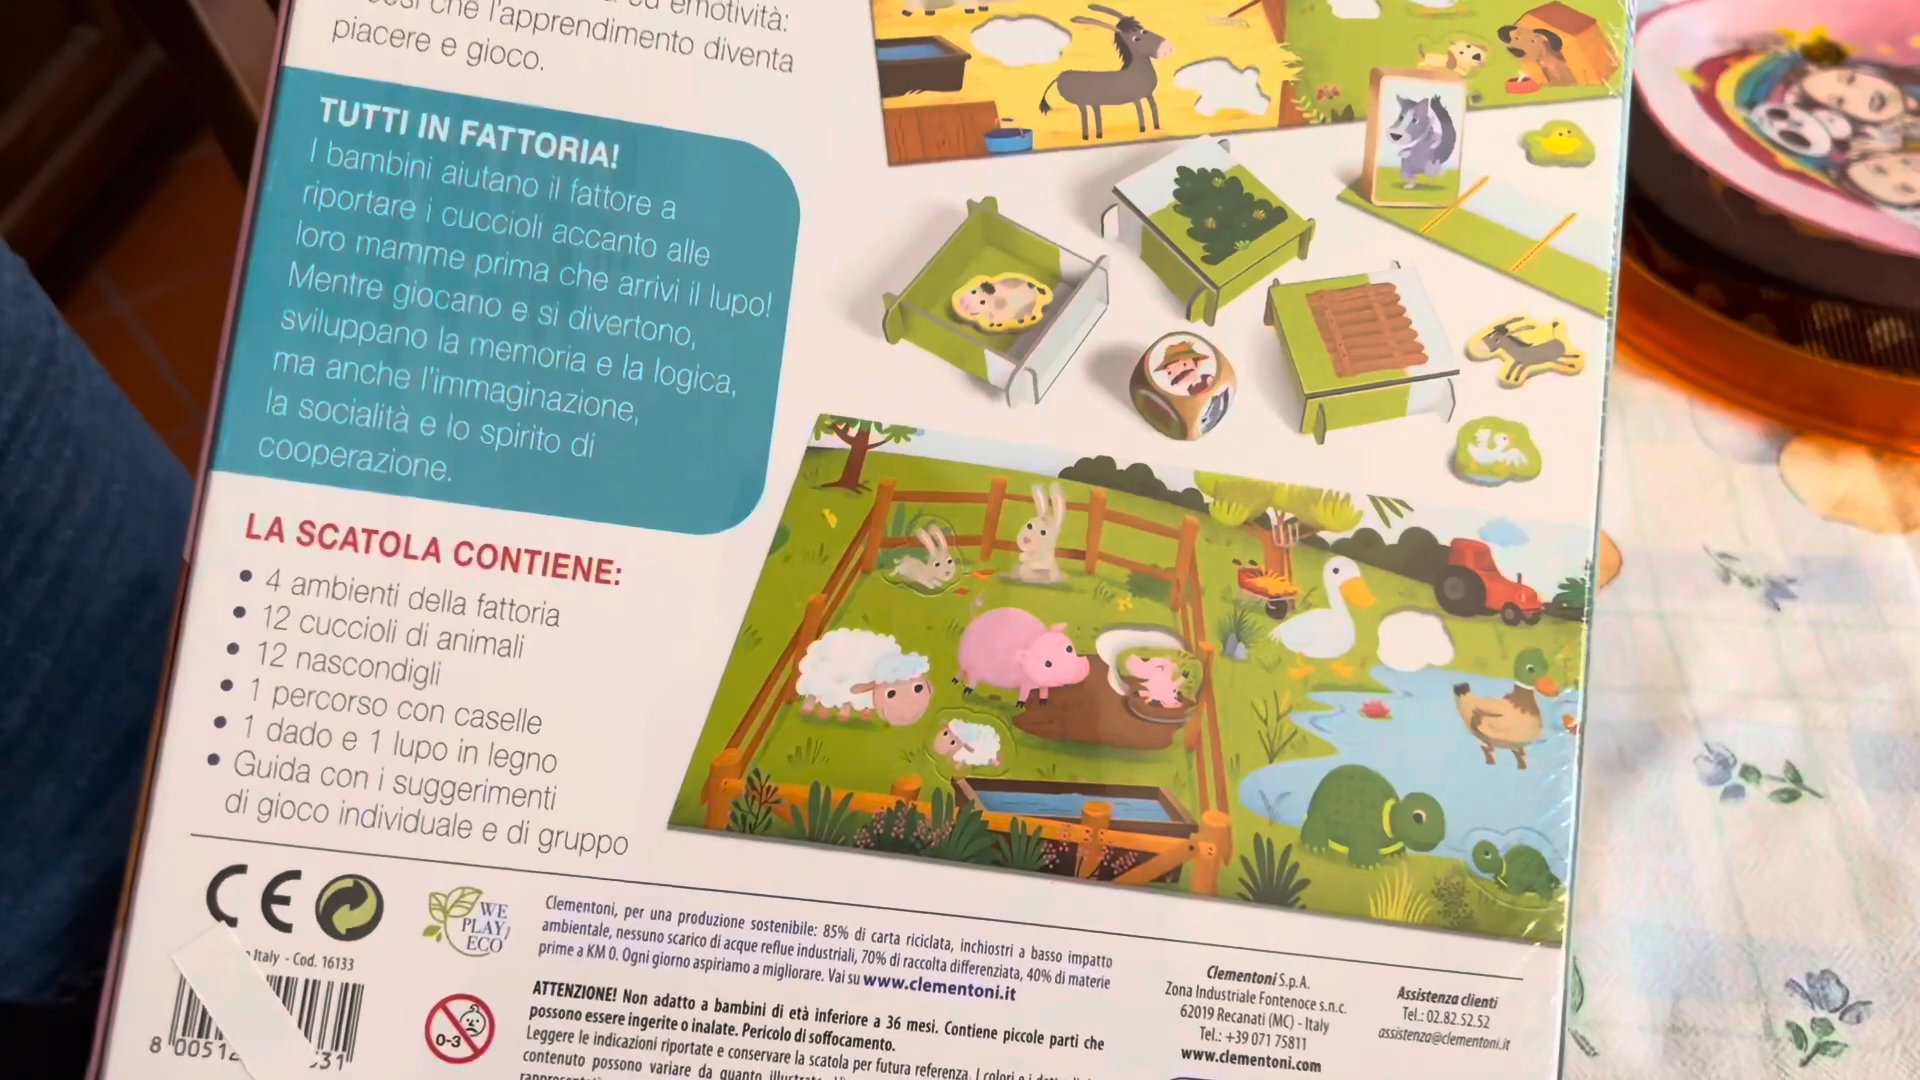 che l'apprendimento diventa
piacere e gioco.
TUTTI IN FATTORIA!
I bambini aiutano il fattore a
riportare i cuccioli accanto alle
loro mamme prima che arrivi il lupo!
Mentre giocano e si divertono,
sviluppano la memoria e la logica,
ma anche l'immaginazione,
la socialità e lo spirito di
cooperazione.
LA SCATOLA CONTIENE:
• 4 ambienti della fattoria
• 12 cuccioli di animali
• 12 nascondigli
• 1 percorso con caselle
• 1 dado e 1 lupo in legno
• Guida con i suggerimenti
di gioco individuale e di gruppo
CE
WE
PLAY
ECO
Italy - Cod. 16133
8 00512
31
0-3
Clementoni, per una produzione sostenibile: 85% di carta riciclata, inchiostri a basso impatto
ambientale, nessuno scarico di acque reflue industriali, 70% di raccolta differenziata, 40% di materie
prime a KM 0. Ogni giorno aspiriamo a migliorare. Vai su www.clementoni.it
ATTENZIONE! Non adatto a bambini di età inferiore a 36 mesi. Contiene piccole parti che
possono essere ingerite o inalate. Pericolo di soffocamento.
Leggere le indicazioni riportate e conservare la scatola per futura referenza. I colori e i
contenuto possono variare da quanto
Clementoni S.p.A.
Zona Industriale Fontenoce s.n.c.
62019 Recanati (MC) - Italy
Tel.: +39 071 75811
www.clementoni.com
Assistenza clienti
Tel.: 02.82.52.52
assistenza@clementoni.it